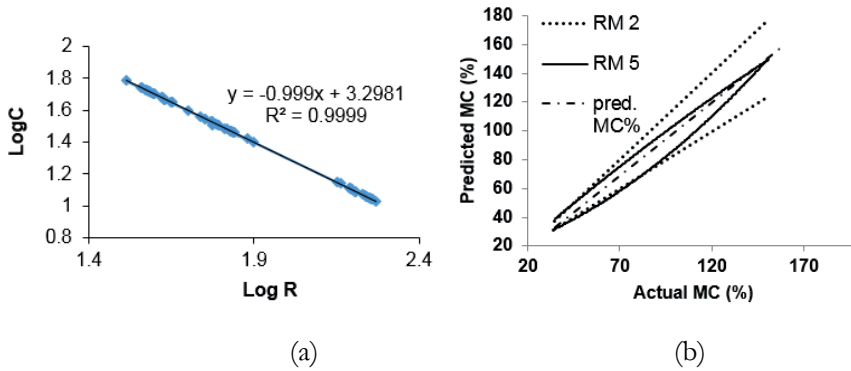 2
1.8
1.6
1.4
1.2
1
0.8
LogC
y = -0.999x + 3.2981
R² = 0.9999
1.4
1.9
2.4
Log R
(a)
180
160
140
120
100
80
60
40
20
Predicted MC (%)
RM 2
RM 5
pred.
MC%
20
70
120
170
Actual MC (%)
(b)